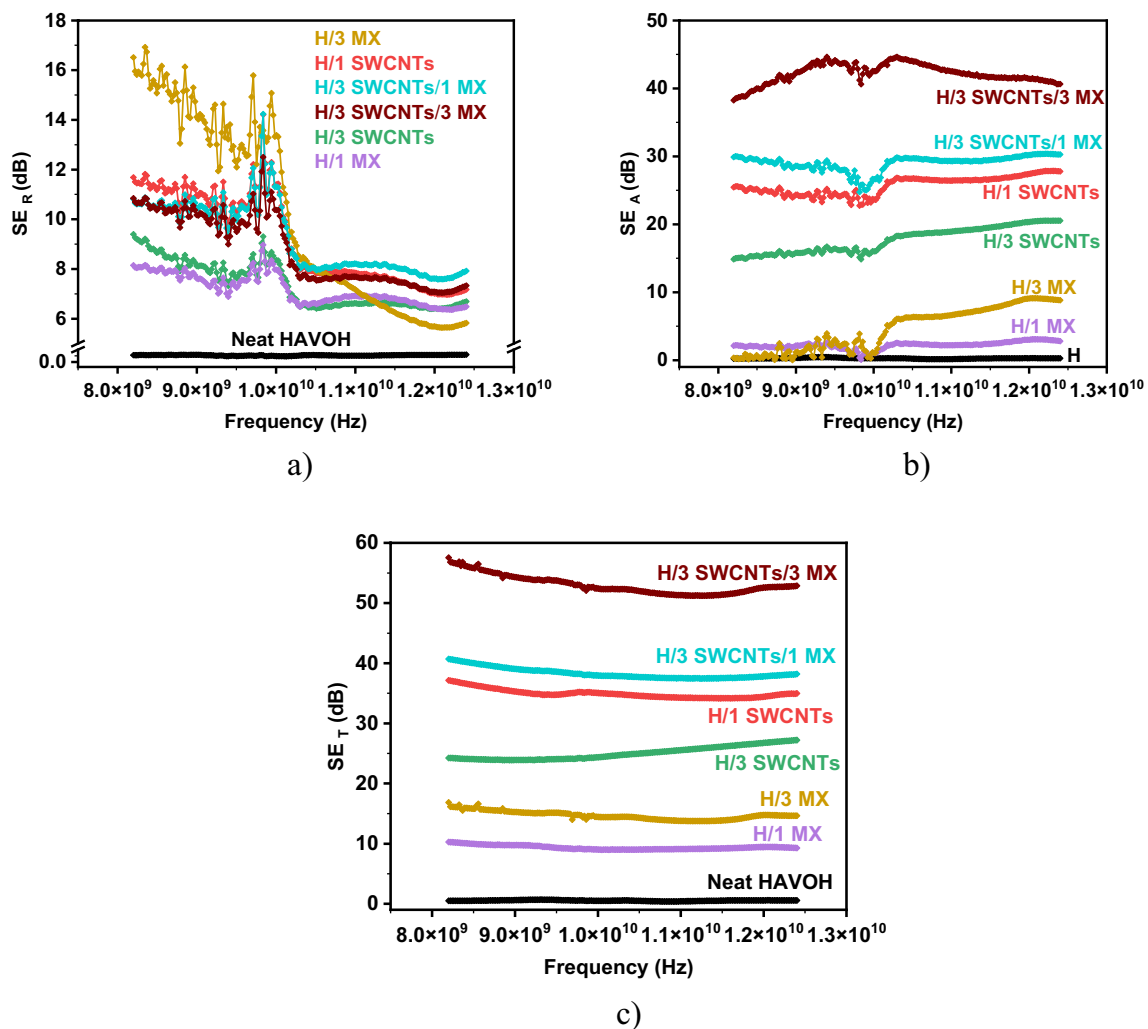 18
16
14
12
10
8
6
0.0
SE R (dB)
H/3 MX
H/1 SWCNTs
H/3 SWCNTs/1 MX
H/3 SWCNTs/3 MX
H/3 SWCNTs
H/1 MX
Neat HAVOH
8.0×10⁹ 9.0×10⁹ 1.0×10¹⁰ 1.1×10¹⁰ 1.2×10¹⁰ 1.3×10¹⁰
Frequency (Hz)
a)
50
40
30
20
10
0
SE A (dB)
H/3 SWCNTs/3 MX
H/3 SWCNTs/1 MX
H/1 SWCNTs
H/3 SWCNTs
H/3 MX
H/1 MX
H
8.0×10⁹ 9.0×10⁹ 1.0×10¹⁰ 1.1×10¹⁰ 1.2×10¹⁰ 1.3×10¹⁰
Frequency (Hz)
b)
60
50
40
30
20
10
0
SE T (dB)
H/3 SWCNTs/3 MX
H/3 SWCNTs/1 MX
H/1 SWCNTs
H/3 SWCNTs
H/3 MX
H/1 MX
Neat HAVOH
8.0×10⁹ 9.0×10⁹ 1.0×10¹⁰ 1.1×10¹⁰ 1.2×10¹⁰ 1.3×10¹⁰
Frequency (Hz)
c)